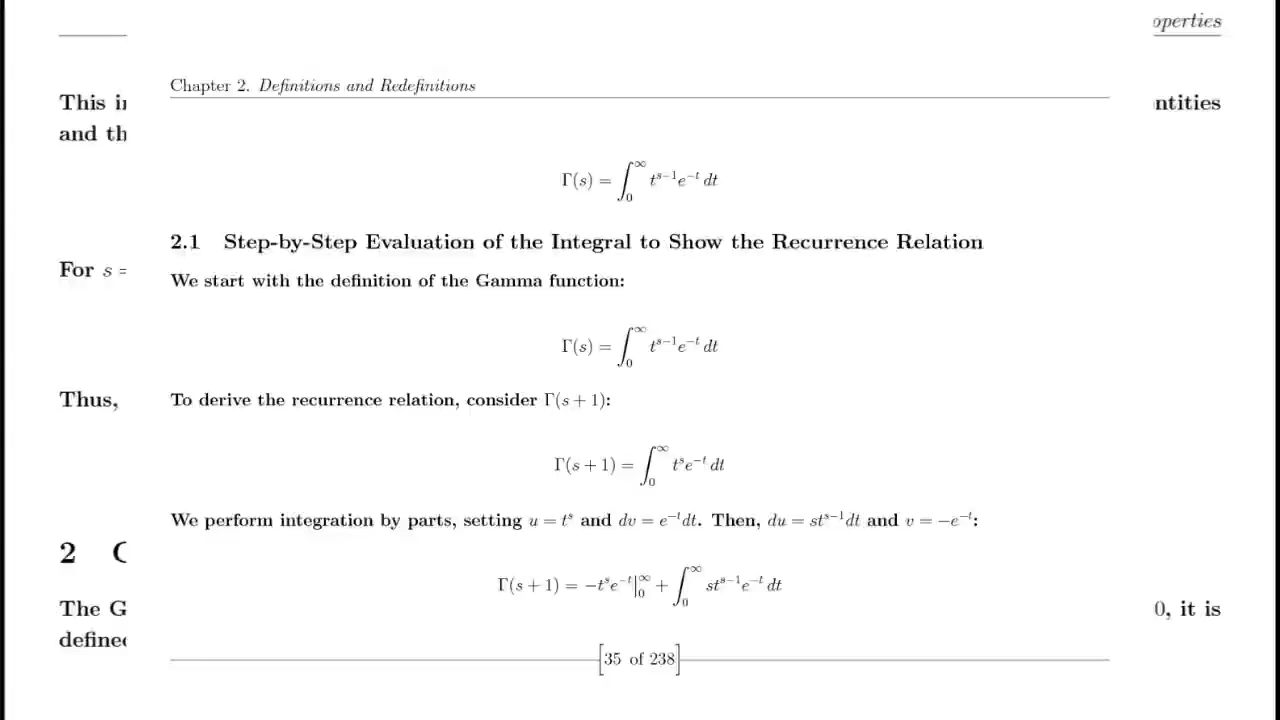 operties
Chapter 2. Definitions and Redefinitions
This in
ntities
and th
Γ(s) = ∫₀^∞ t^{s−1}e^{−t} dt
2.1 Step-by-Step Evaluation of the Integral to Show the Recurrence Relation
For s =
We start with the definition of the Gamma function:
Γ(s) = ∫₀^∞ t^{s−1}e^{−t} dt
Thus,
To derive the recurrence relation, consider Γ(s + 1):
Γ(s + 1) = ∫₀^∞ t^s e^{−t} dt
We perform integration by parts, setting u = t^s and dv = e^{−t}dt. Then, du = st^{s−1}dt and v = −e^{−t}:
2
Γ(s + 1) = −t^s e^{−t}|₀^∞ + ∫₀^∞ st^{s−1}e^{−t} dt
The G
0, it is
defined
[35 of 238]